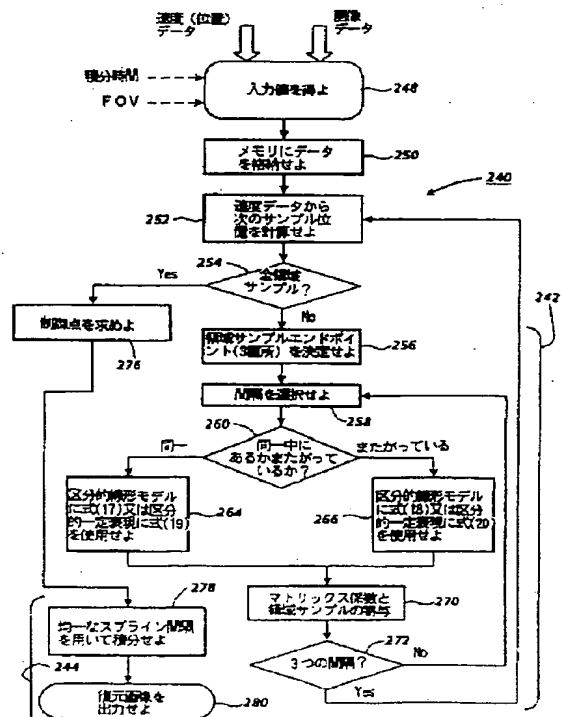 速度（位置）
データ
画像
データ
積分時間
FOV
入力値を得よ
248
メモリにデータ
を格納せよ
250
240
252
速度データから
次のサンプル位
置を計算せよ
242
254
全領域
サンプル？
Yes
No
制御点を求めよ
276
領域サンプルエンドポ
イント(3箇所) を決定せよ
256
間隔を選択せよ
258
260
同一中に
あるかまたがって
いるか？
同一
またがっている
区分的線形モデル
に式(17)又は区分
的一定表現に式(19)
を使用せよ
264
266
区分的線形モデル
に式(18)又は区分
的一定表現に式(20)
を使用せよ
マトリックス係数と
領域サンプルの
270
278
均一なスプライン間隔
を用いて積分せよ
272
3つの間隔？
No
Yes
244
復元画像を
出力せよ
280